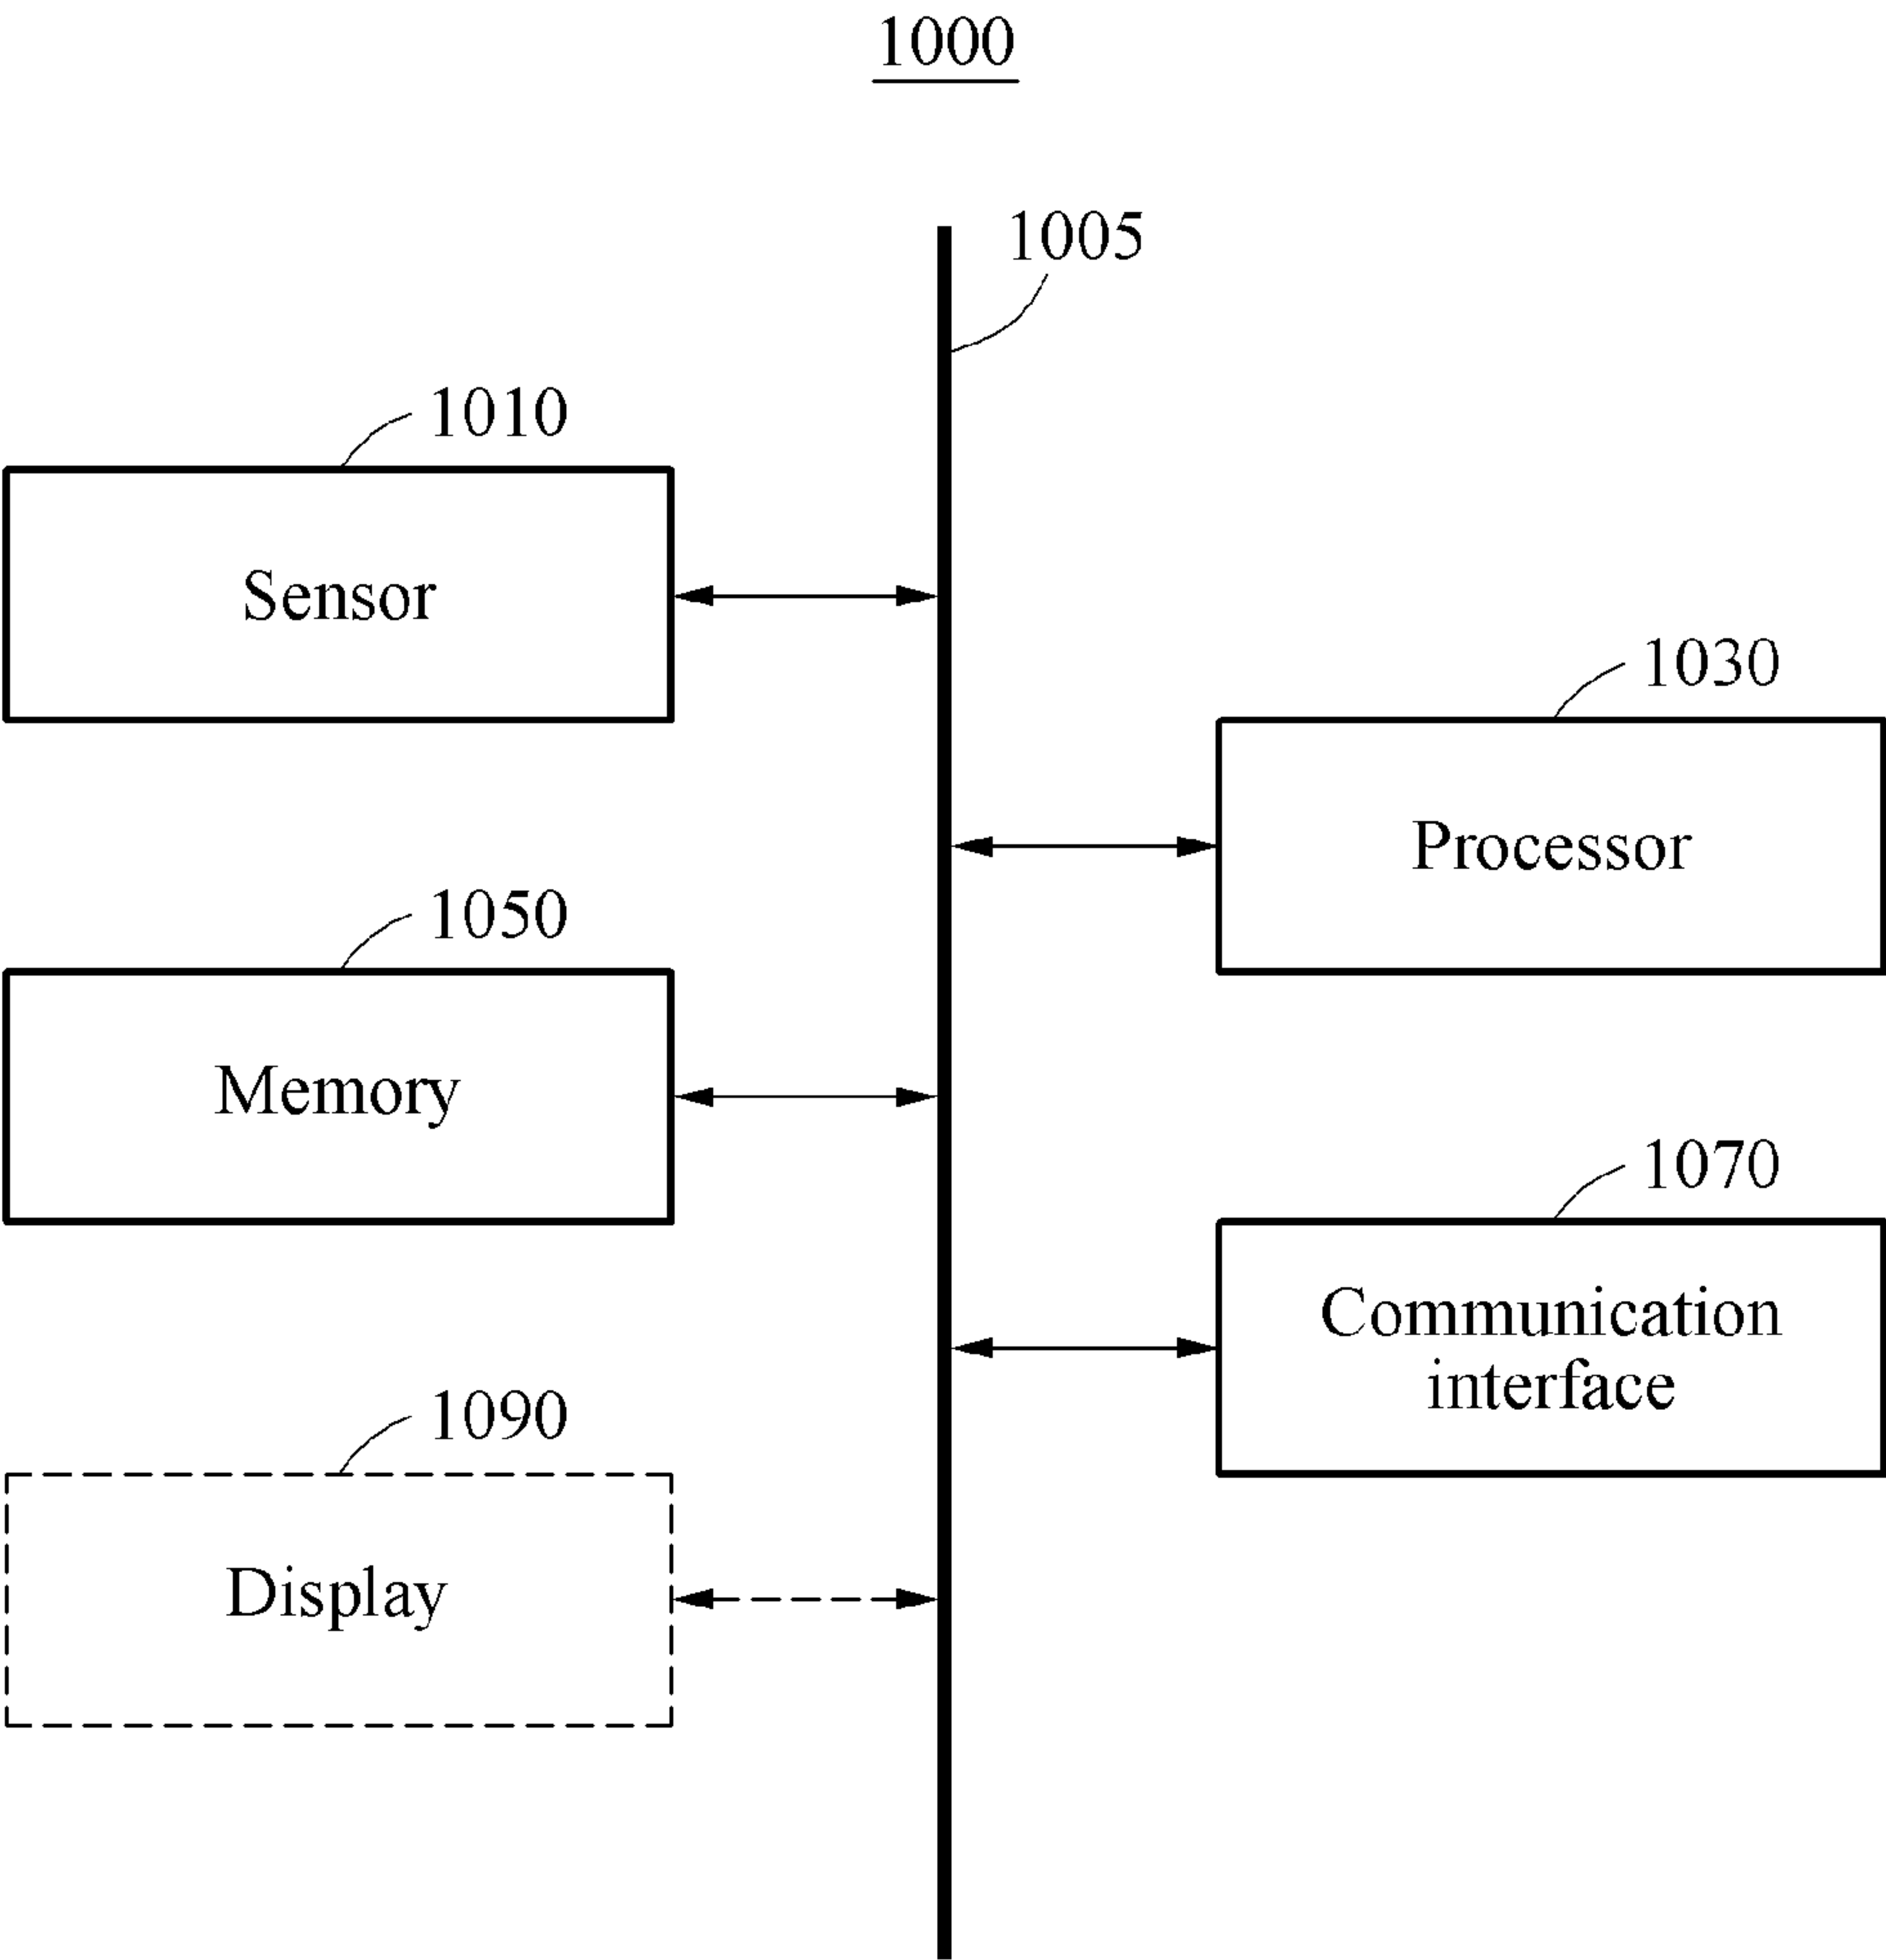 1000
1005
1010
Sensor
1030
Processor
1050
Memory
1070
Communication
interface
1090
Display